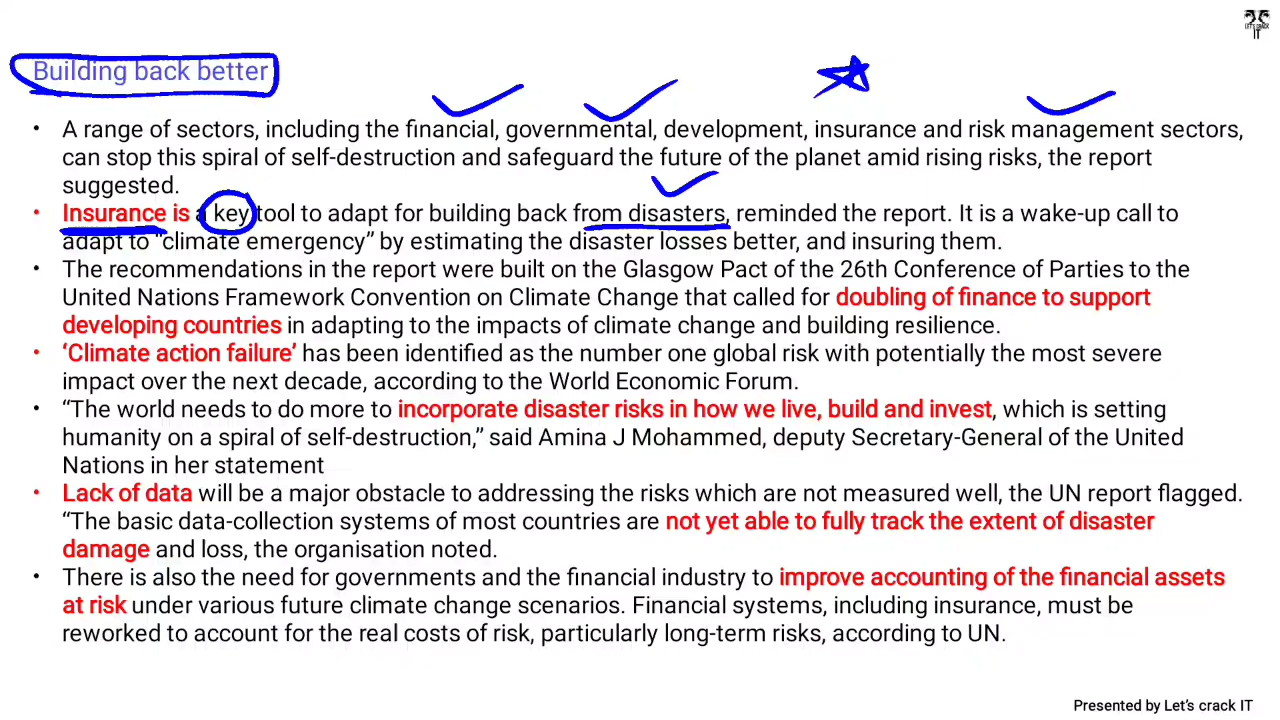 LET'S CRACK
IT
Building back better
• A range of sectors, including the financial, governmental, development, insurance and risk management sectors,
can stop this spiral of self-destruction and safeguard the future of the planet amid rising risks, the report
suggested.
• Insurance is a key tool to adapt for building back from disasters, reminded the report. It is a wake-up call to
adapt to "climate emergency” by estimating the disaster losses better, and insuring them.
• The recommendations in the report were built on the Glasgow Pact of the 26th Conference of Parties to the
United Nations Framework Convention on Climate Change that called for doubling of finance to support
developing countries in adapting to the impacts of climate change and building resilience.
• ‘Climate action failure’ has been identified as the number one global risk with potentially the most severe
impact over the next decade, according to the World Economic Forum.
• “The world needs to do more to incorporate disaster risks in how we live, build and invest, which is setting
humanity on a spiral of self-destruction,” said Amina J Mohammed, deputy Secretary-General of the United
Nations in her statement
• Lack of data will be a major obstacle to addressing the risks which are not measured well, the UN report flagged.
“The basic data-collection systems of most countries are not yet able to fully track the extent of disaster
damage and loss, the organisation noted.
• There is also the need for governments and the financial industry to improve accounting of the financial assets
at risk under various future climate change scenarios. Financial systems, including insurance, must be
reworked to account for the real costs of risk, particularly long-term risks, according to UN.
Presented by Let’s crack IT